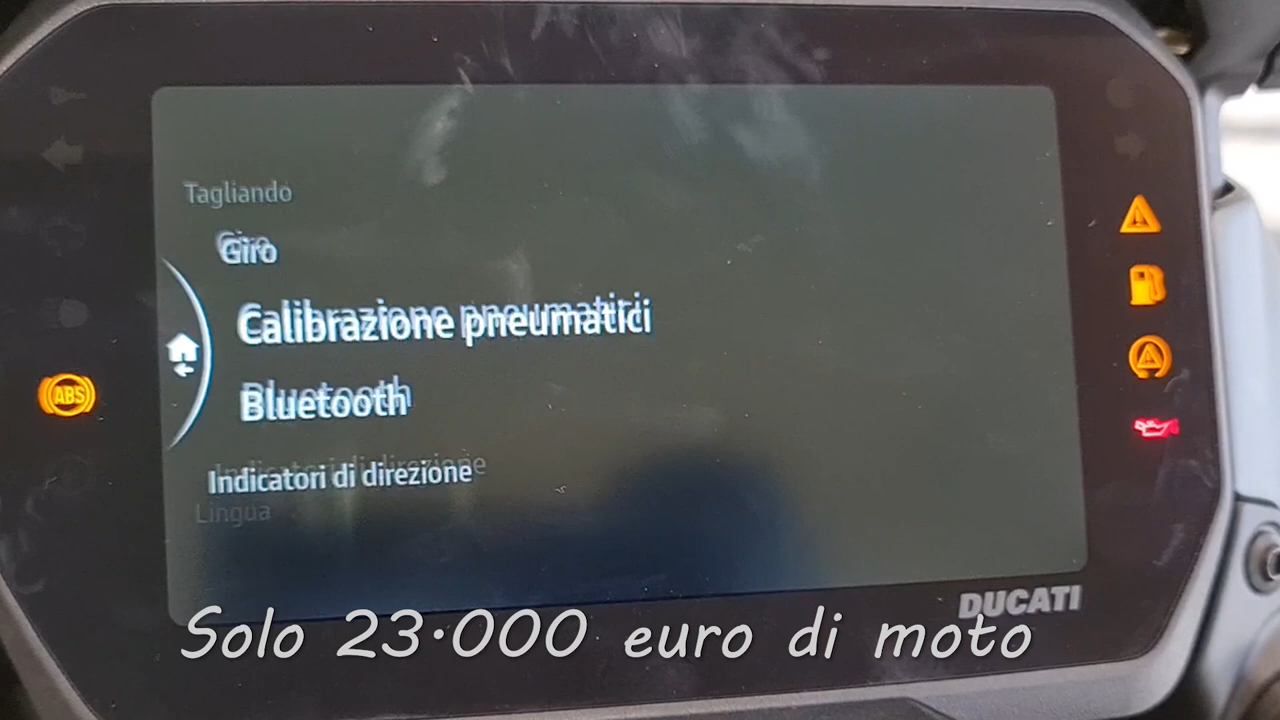 Tagliando
Giro
Calibrazione pneumatici
Bluetooth
Indicatori di direzione
Lingua
ABS
DUCATI
Solo 23.000 euro di moto